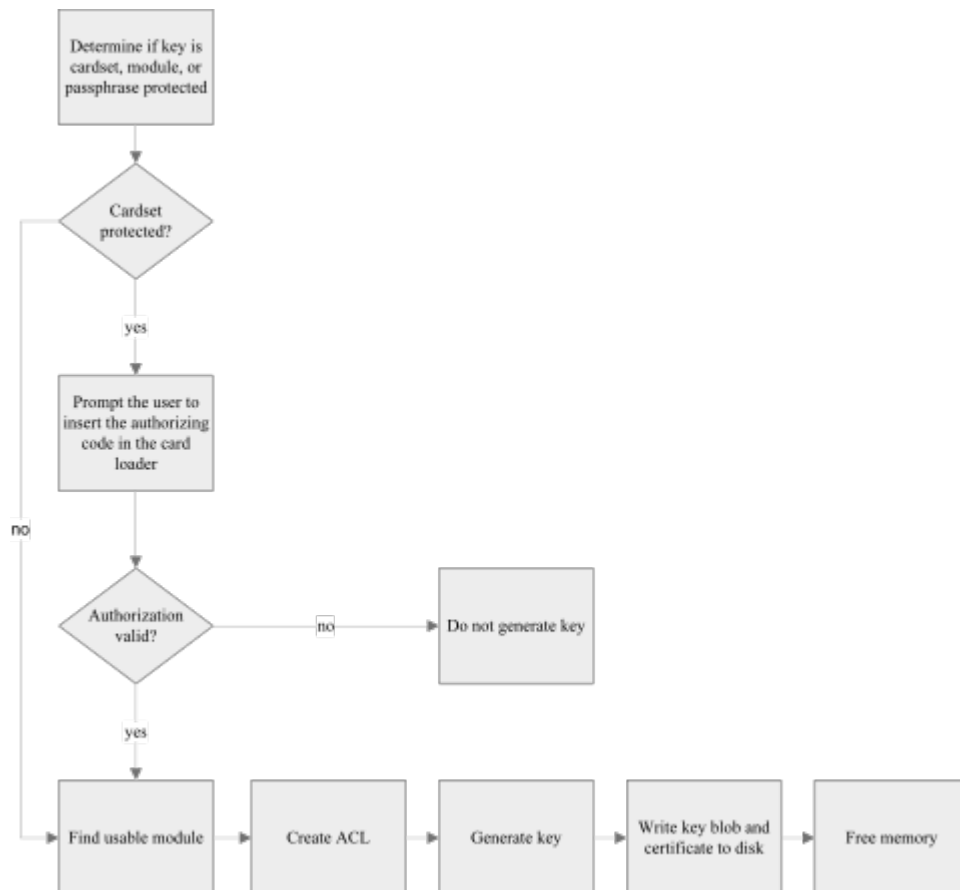 Determine if key is
cardset, module, or
passphrase protected
Cardset
protected?
yes
Prompt the user to
insert the authorizing
code in the card
loader
no
Authorization
valid?
no
Do not generate key
yes
Find usable module
Create ACL
Generate key
Write key blob and
certificate to disk
Free memory